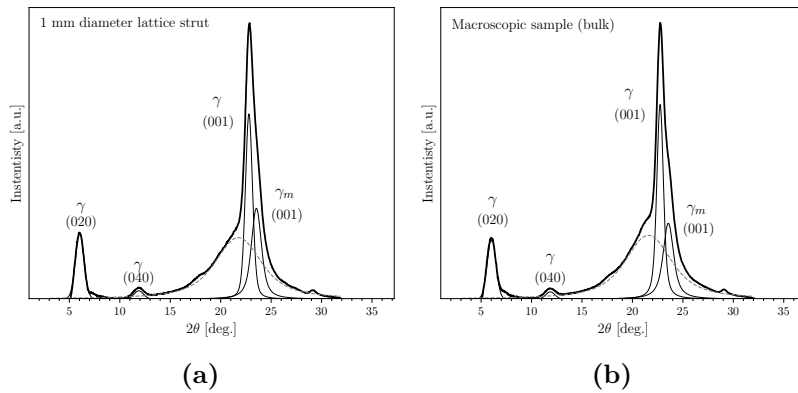 1 mm diameter lattice strut
Instentisty [a.u.]
γ
(020)
γ
(040)
γ
(001)
γm
(001)
5 10 15 20 25 30 35
2θ [deg.]
(a)
Macroscopic sample (bulk)
Instentisty [a.u.]
γ
(020)
γ
(040)
γ
(001)
γm
(001)
5 10 15 20 25 30 35
2θ [deg.]
(b)